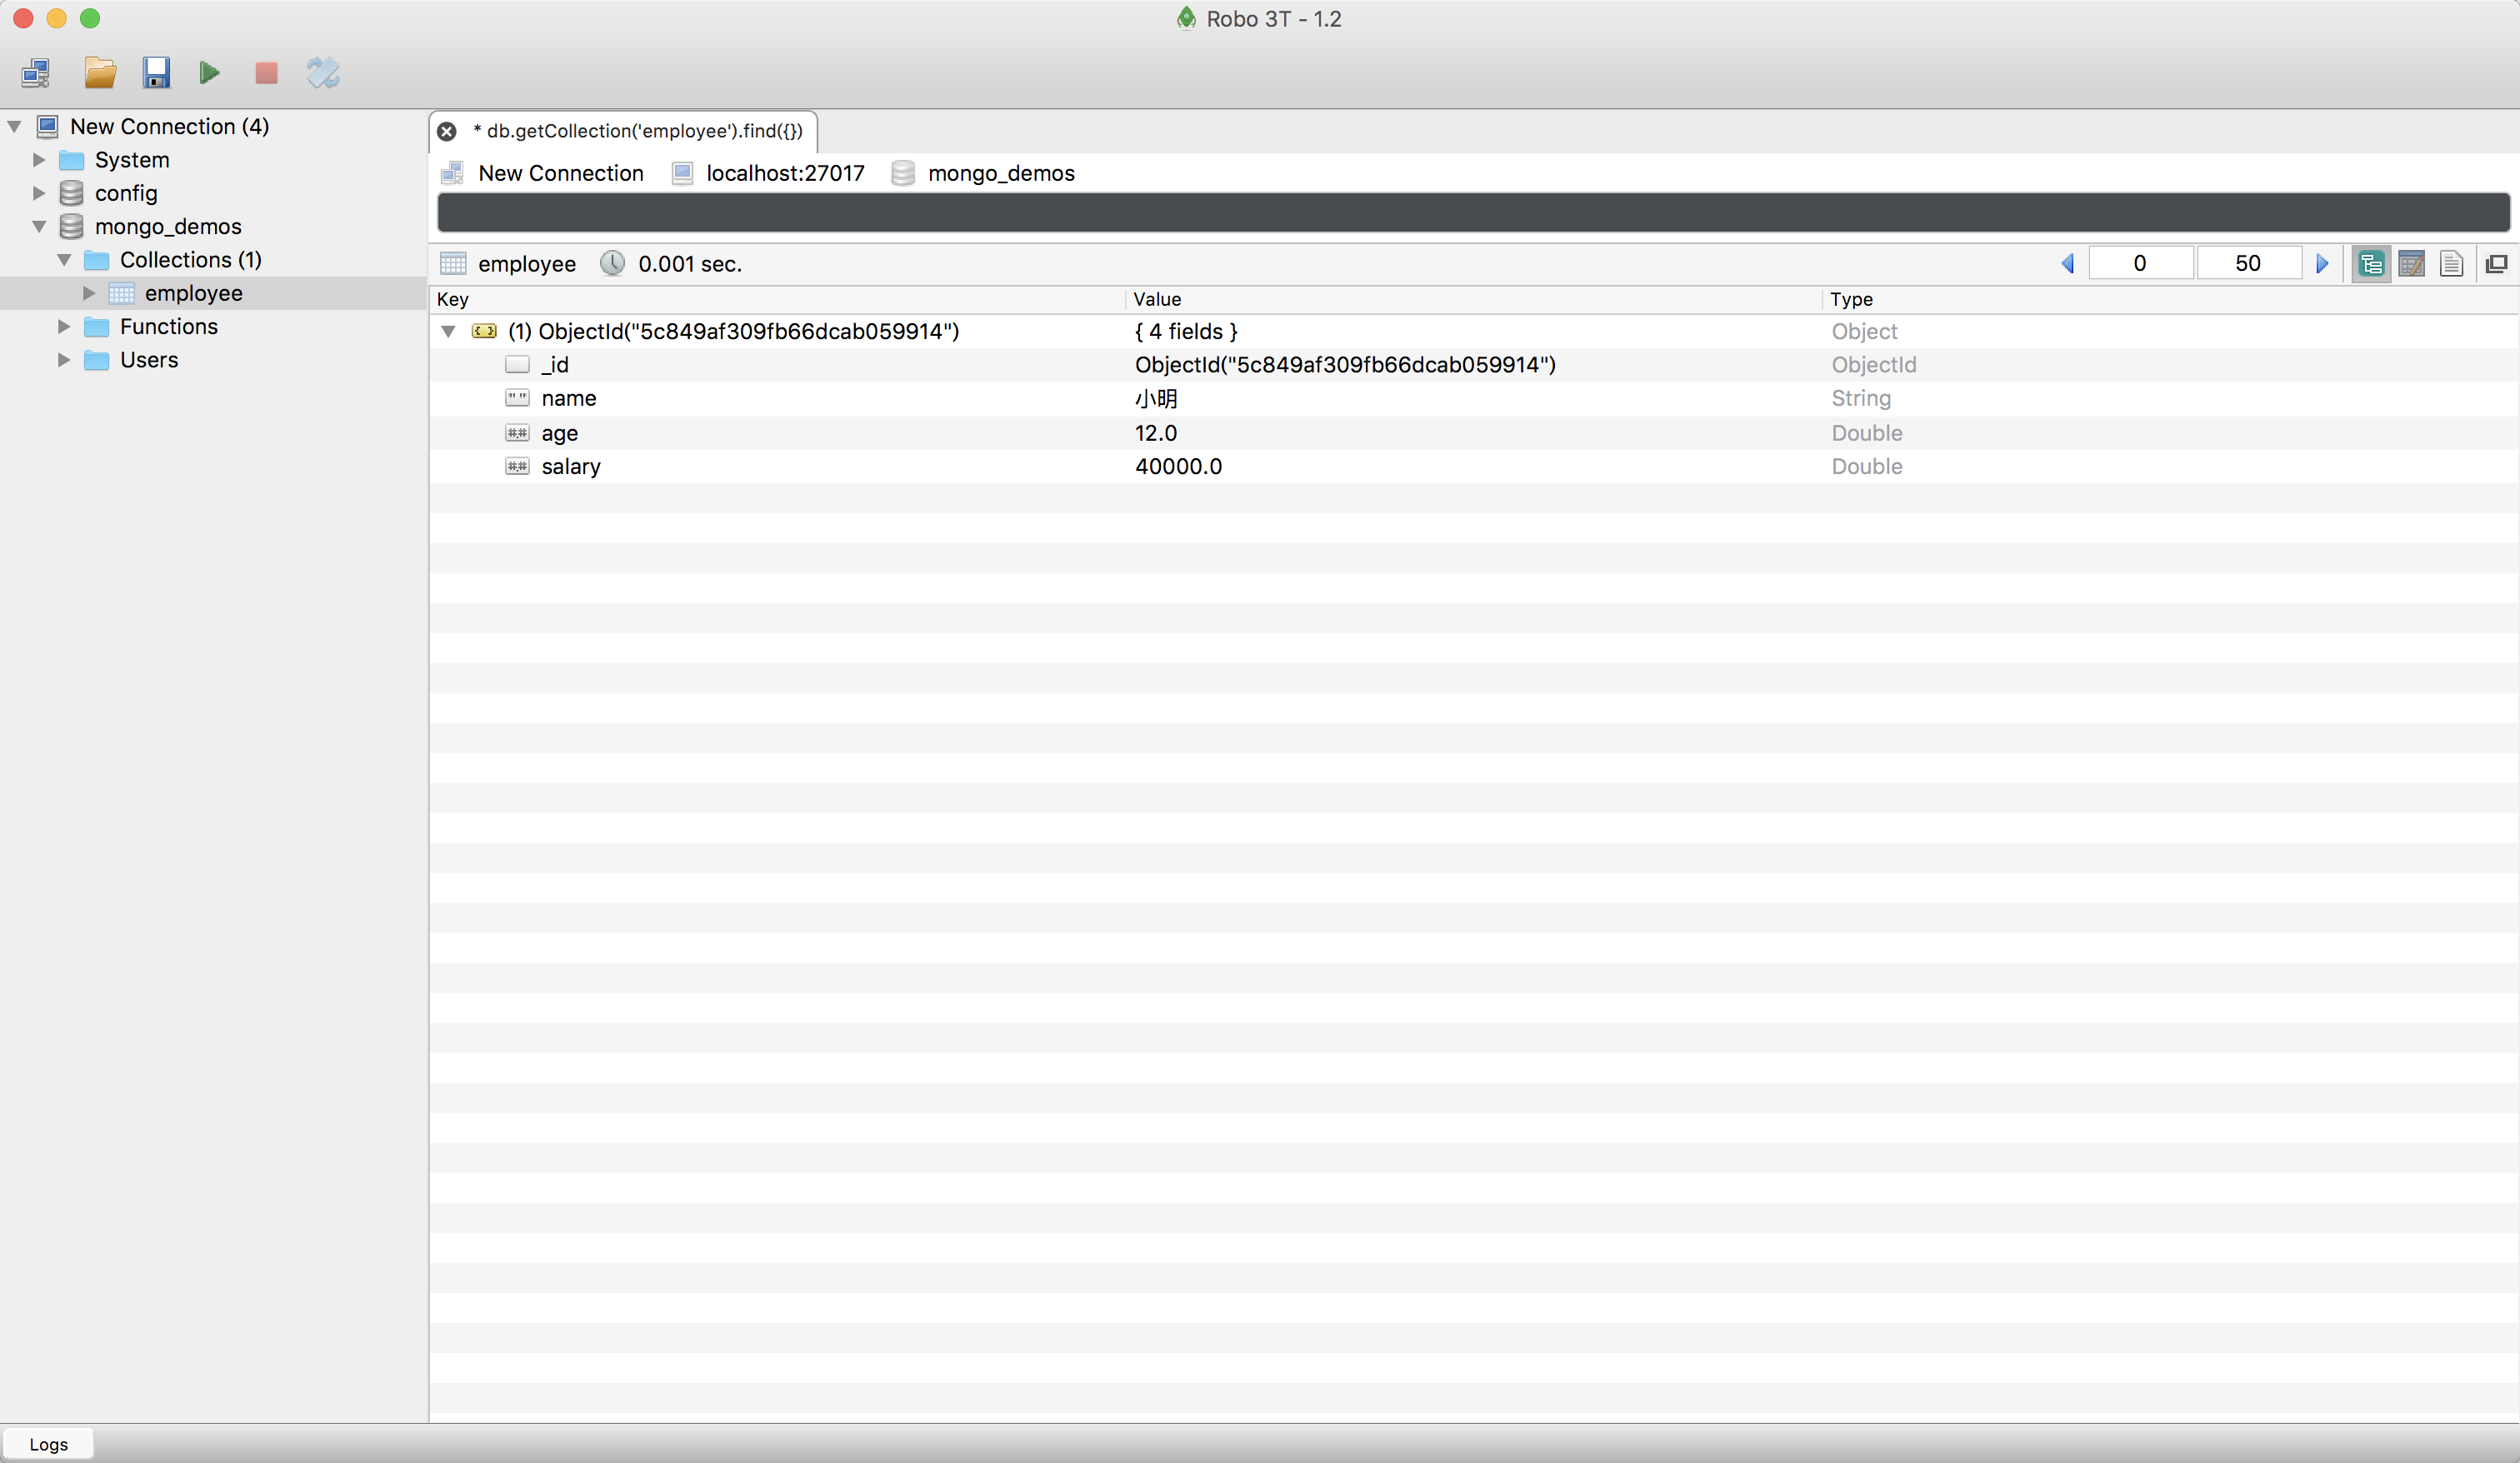 Robo 3T - 1.2
New Connection (4)
System
config
mongo_demos
Collections (1)
employee
Functions
Users
* db.getCollection('employee').find({})
New Connection localhost:27017 mongo_demos
employee 0.001 sec. 0 50
Key Value Type
(1) ObjectId("5c849af309fb66dcab059914") { 4 fields } Object
_id ObjectId("5c849af309fb66dcab059914") ObjectId
name 小明 String
age 12.0 Double
salary 40000.0 Double
Logs